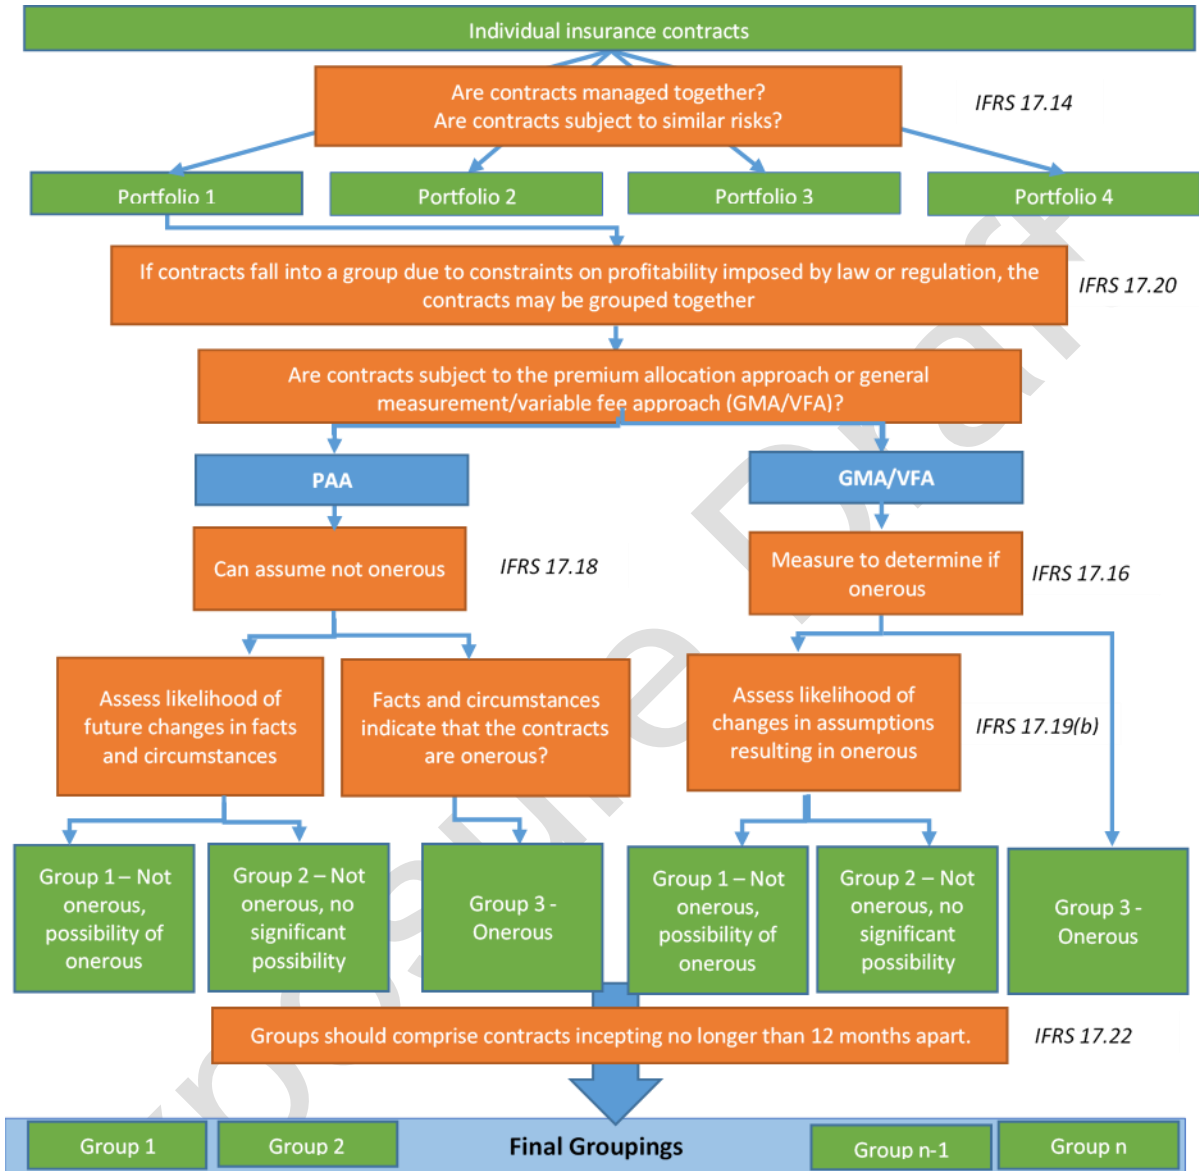 Individual insurance contracts
Are contracts managed together?
Are contracts subject to similar risks?
IFRS 17.14
Portfolio 1
Portfolio 2
Portfolio 3
Portfolio 4
If contracts fall into a group due to constraints on profitability imposed by law or regulation, the
contracts may be grouped together
IFRS 17.20
Are contracts subject to the premium allocation approach or general
measurement/variable fee approach (GMA/VFA)?
PAA
GMA/VFA
Can assume not onerous
IFRS 17.18
Measure to determine if
onerous
IFRS 17.16
Assess likelihood of
future changes in facts
and circumstances
Facts and circumstances
indicate that the contracts
are onerous?
Assess likelihood of
changes in assumptions
resulting in onerous
IFRS 17.19(b)
Group 1 – Not
onerous,
possibility of
onerous
Group 2 – Not
onerous, no
significant
possibility
Group 3 -
Onerous
Group 1 – Not
onerous,
possibility of
onerous
Group 2 – Not
onerous, no
significant
possibility
Group 3 -
Onerous
Groups should comprise contracts incepting no longer than 12 months apart.
IFRS 17.22
Group 1
Group 2
Final Groupings
Group n-1
Group n